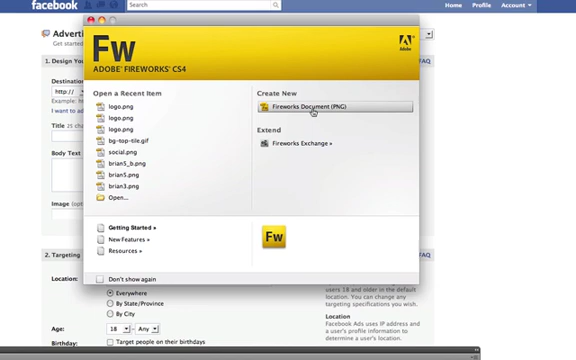 facebook
Search
Home Profile Account
Fw
ADOBE® FIREWORKS® CS4
Adobe
Adverti
Get started
FAQ
1. Design You
Destination
http://
Example: h
I want to ad
Title 25 cha
Body Text
Image (opt
Open a Recent Item
logo.png
logo.png
logo.png
bg-top-tile.gif
social.png
brian5_b.png
brian5.png
brian3.png
Open...
Create New
Fireworks Document (PNG)
Extend
Fireworks Exchange »
Getting Started »
New Features »
Resources »
Fw
Don't show again
2. Targeting
FAQ
Location:
Everywhere
By State/Province
By City
Age: 18 - Any
Birthday: Target people on their birthdays
users 18 and older in the default
location. You can change any
targeting specifications you wish.
Location
Facebook Ads uses IP address and
a user's profile information to
determine a user's location.